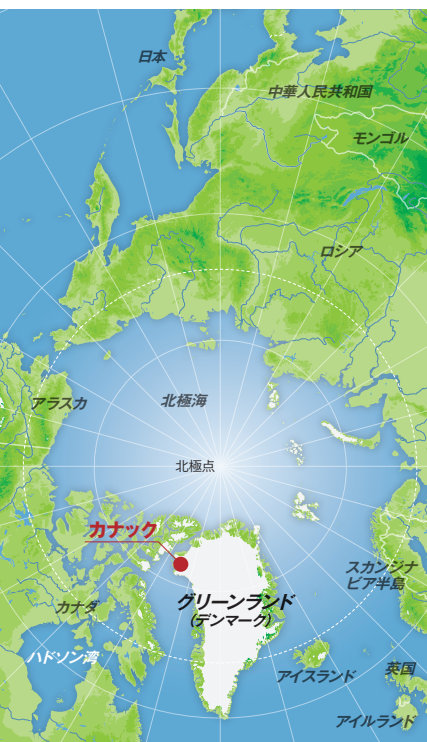 日本
中華人民共和国
モンゴル
ロシア
アラスカ
北極海
北極点
カナック
スカンジナ
ビア半島
カナダ
グリーンランド
(デンマーク)
ハドソン湾
アイスランド
英国
アイルランド